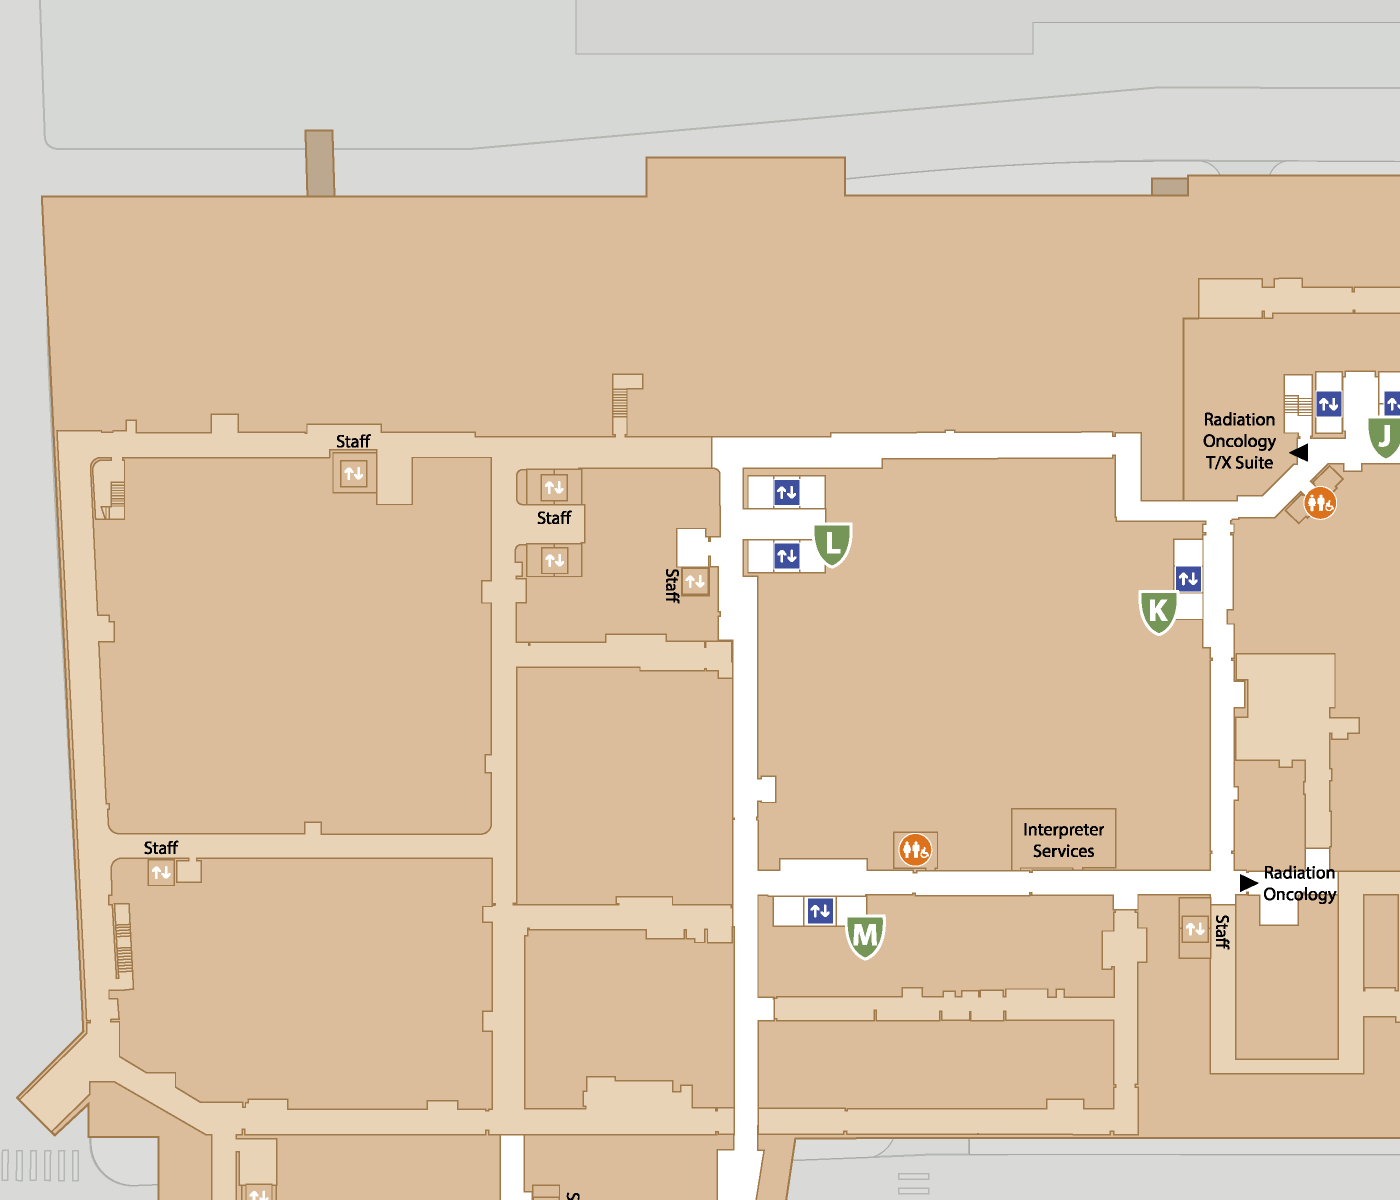 Radiation
Oncology
T/X Suite
J
Staff
Staff
L
Staff
K
Interpreter
Services
Staff
Radiation
Oncology
M
Staff